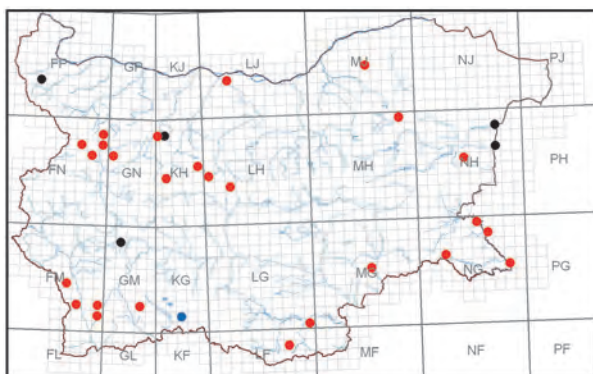 FP GP KJ LJ MJ NJ PJ
FN GN KH LH MH NH PH
FM GM KG LG MG NG PG
FL GL KF LF MF NF PF